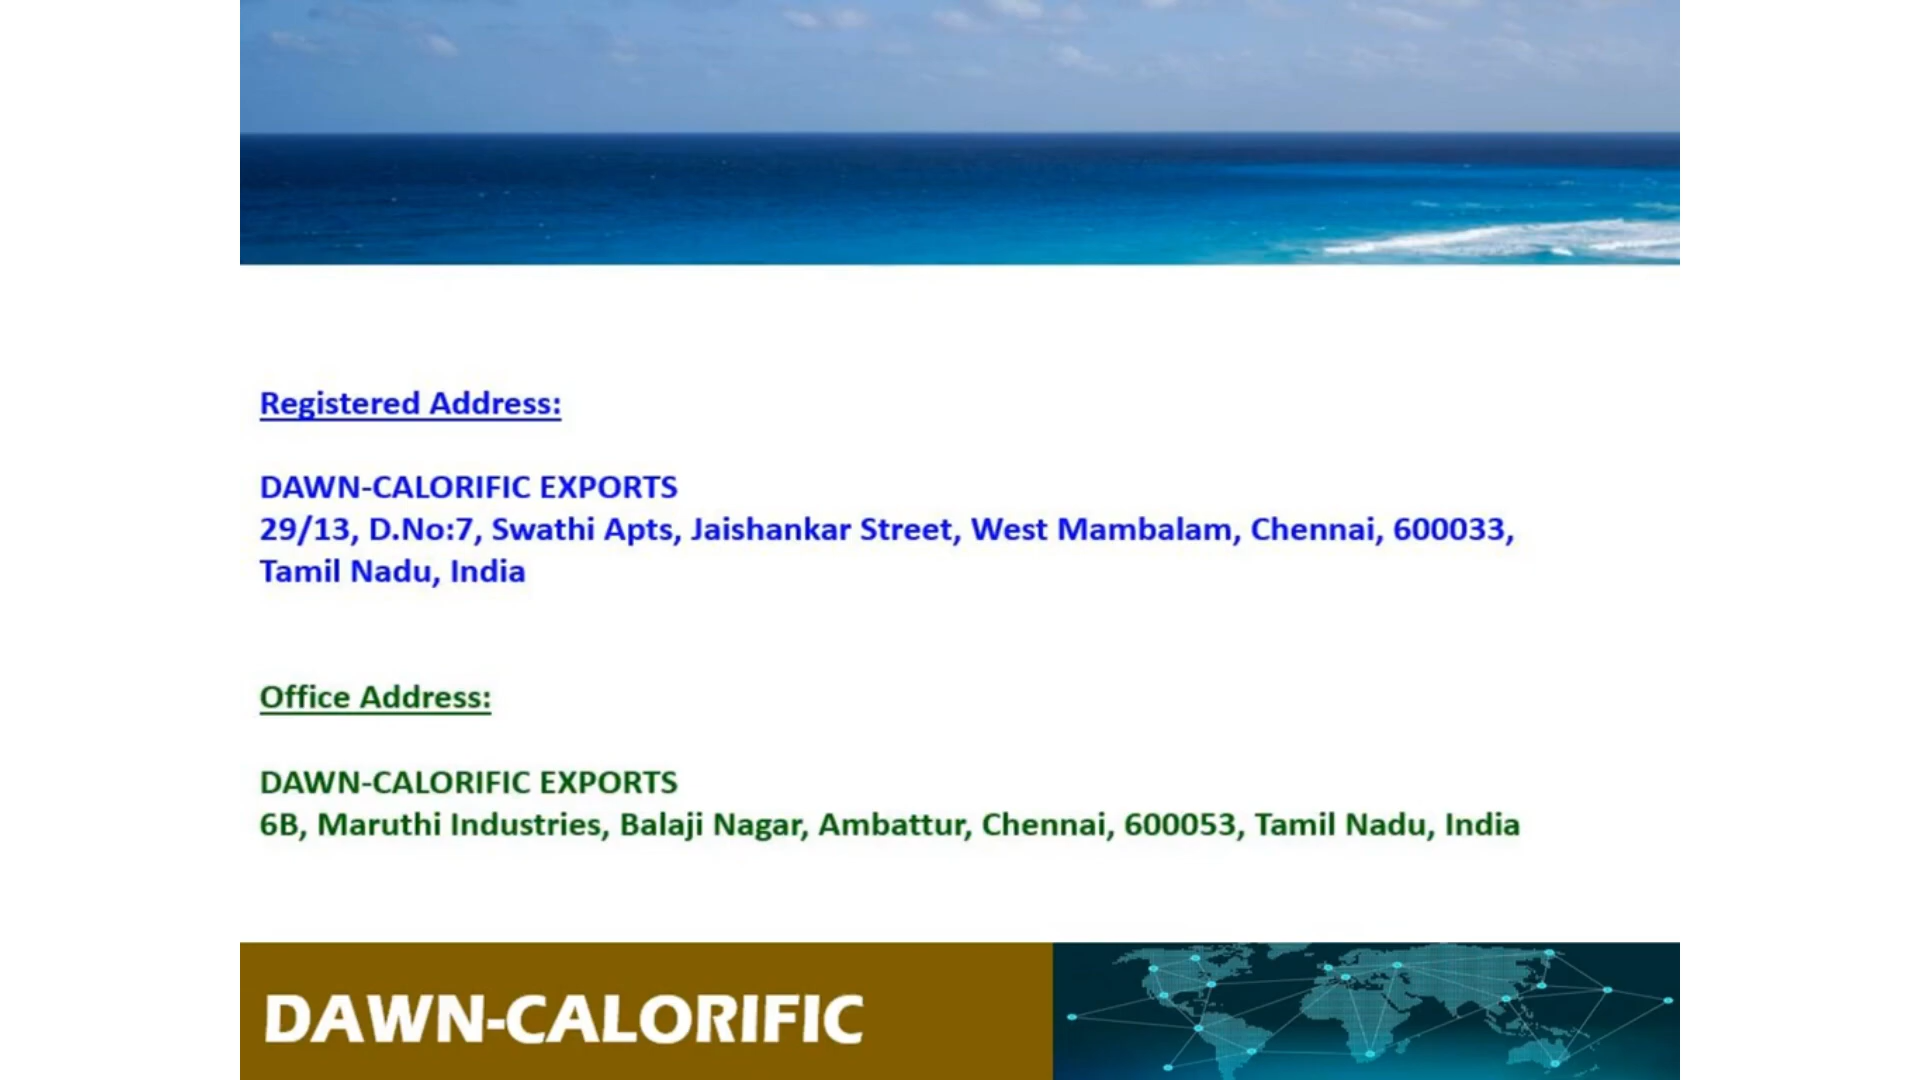 Registered Address:
DAWN-CALORIFIC EXPORTS
29/13, D.No:7, Swathi Apts, Jaishankar Street, West Mambalam, Chennai, 600033,
Tamil Nadu, India
Office Address:
DAWN-CALORIFIC EXPORTS
6B, Maruthi Industries, Balaji Nagar, Ambattur, Chennai, 600053, Tamil Nadu, India
DAWN-CALORIFIC